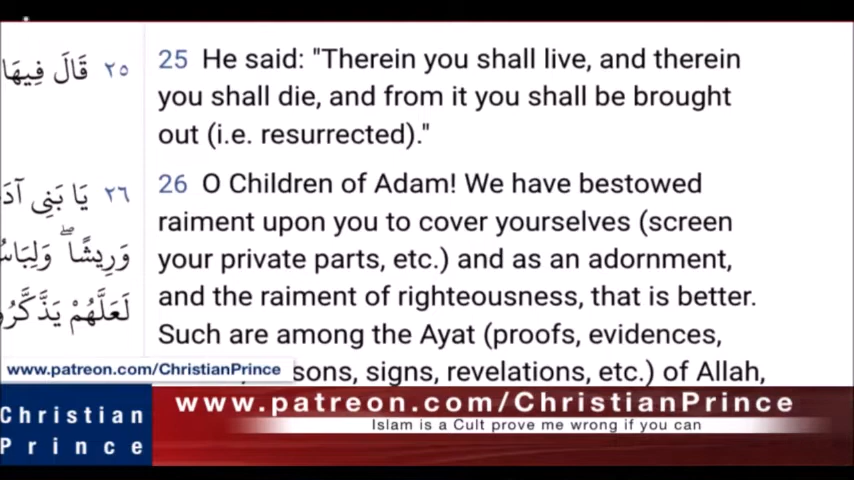 25 He said: "Therein you shall live, and therein
you shall die, and from it you shall be brought
out (i.e. resurrected)."
٢٥ قَالَ فِيهَا
26 O Children of Adam! We have bestowed
raiment upon you to cover yourselves (screen
your private parts, etc.) and as an adornment,
and the raiment of righteousness, that is better.
Such are among the Ayat (proofs, evidences,
signs, revelations, etc.) of Allah,
٢٦ يَا بَنِي
وَرِيشًا ۖ
لَعَلَّهُمْ
www.patreon.com/ChristianPrince
Christian
Prince
www.patreon.com/ChristianPrince
Islam is a Cult prove me wrong if you can